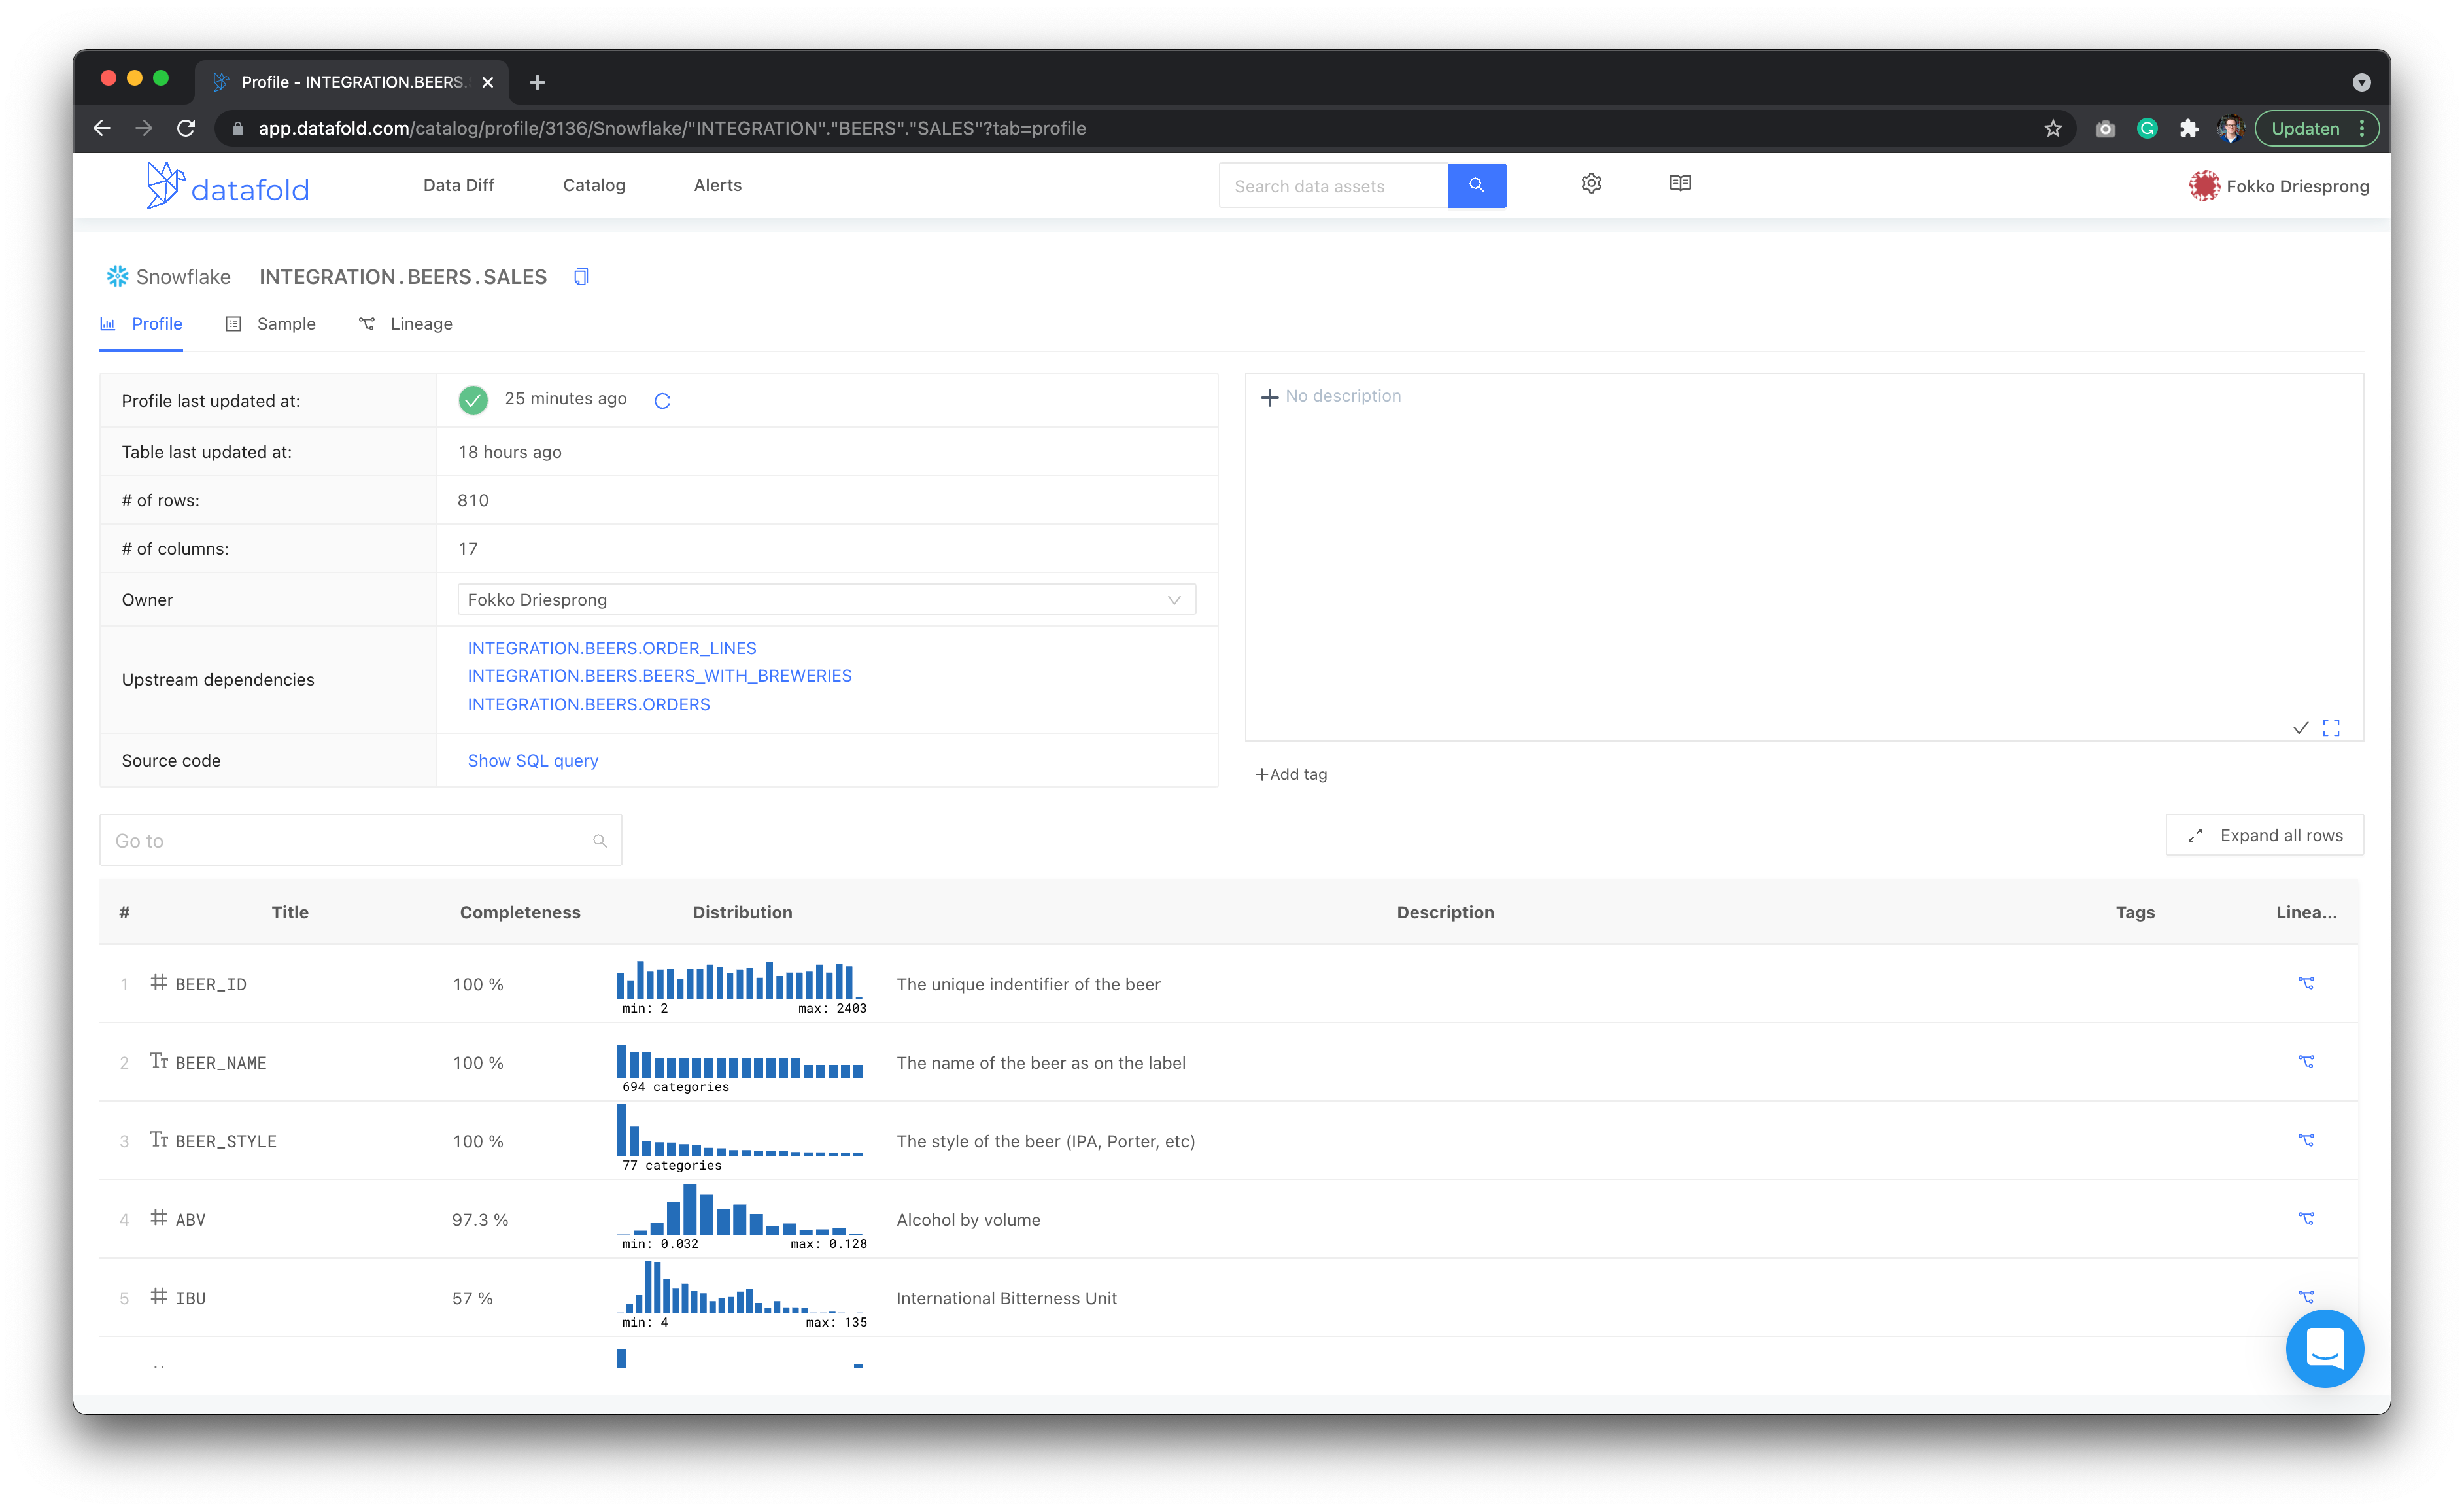 Profile - INTEGRATION.BEERS.
app.datafold.com/catalog/profile/3136/Snowflake/"INTEGRATION"."BEERS"."SALES"?tab=profile
Updaten
datafold
Data Diff
Catalog
Alerts
Search data assets
Fokko Driesprong
Snowflake INTEGRATION.BEERS.SALES
Profile
Sample
Lineage
Profile last updated at: 25 minutes ago
Table last updated at: 18 hours ago
# of rows: 810
# of columns: 17
Owner Fokko Driesprong
Upstream dependencies
INTEGRATION.BEERS.ORDER_LINES
INTEGRATION.BEERS.BEERS_WITH_BREWERIES
INTEGRATION.BEERS.ORDERS
Source code Show SQL query
No description
+Add tag
Go to
Expand all rows
# Title Completeness Distribution Description Tags Linea...
1 BEER_ID 100 % The unique indentifier of the beer
min: 2 max: 2403
2 BEER_NAME 100 % The name of the beer as on the label
694 categories
3 BEER_STYLE 100 % The style of the beer (IPA, Porter, etc)
77 categories
4 ABV 97.3 % Alcohol by volume
min: 0.032 max: 0.128
5 IBU 57 % International Bitterness Unit
min: 4 max: 135